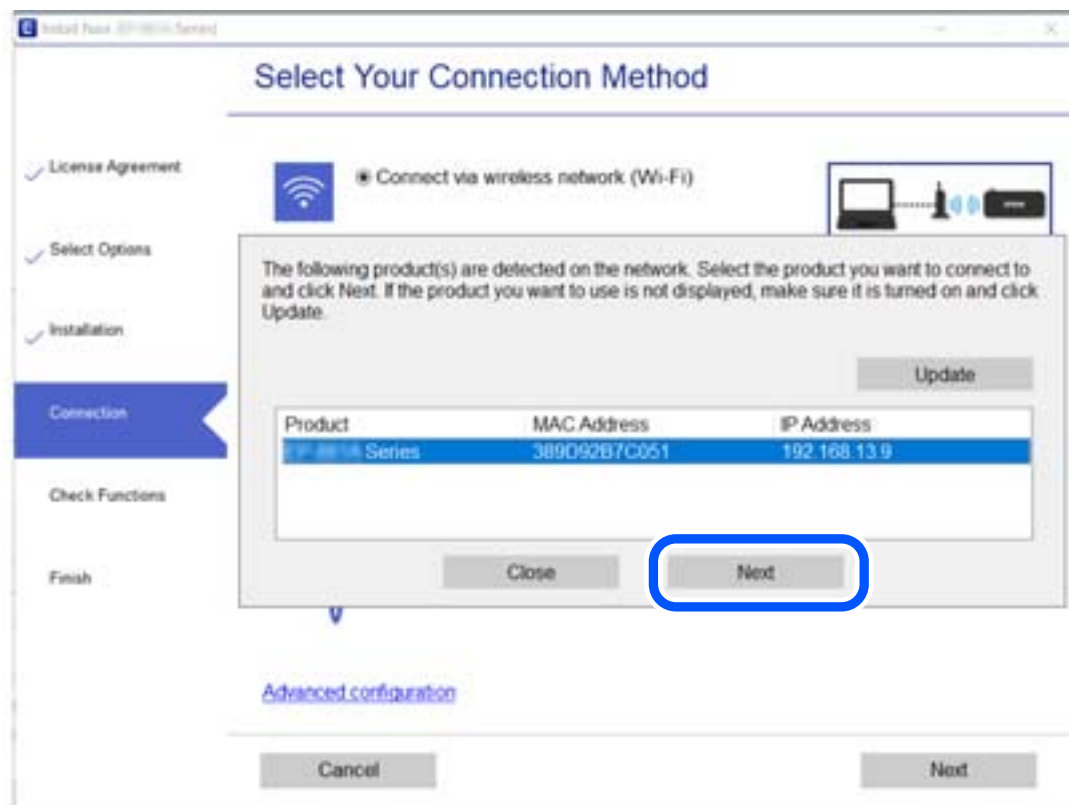 Install Navi
Series]
Select Your Connection Method
License Agreement
Select Options
Installation
Connection
Check Functions
Finish
Connect via wireless network (Wi-Fi)
The following product(s) are detected on the network. Select the product you want to connect to
and click Next. If the product you want to use is not displayed, make sure it is turned on and click
Update.
Update
Product MAC Address IP Address
Series 389D92B7C051 192.168.13.9
Close Next
Advanced configuration
Cancel Next